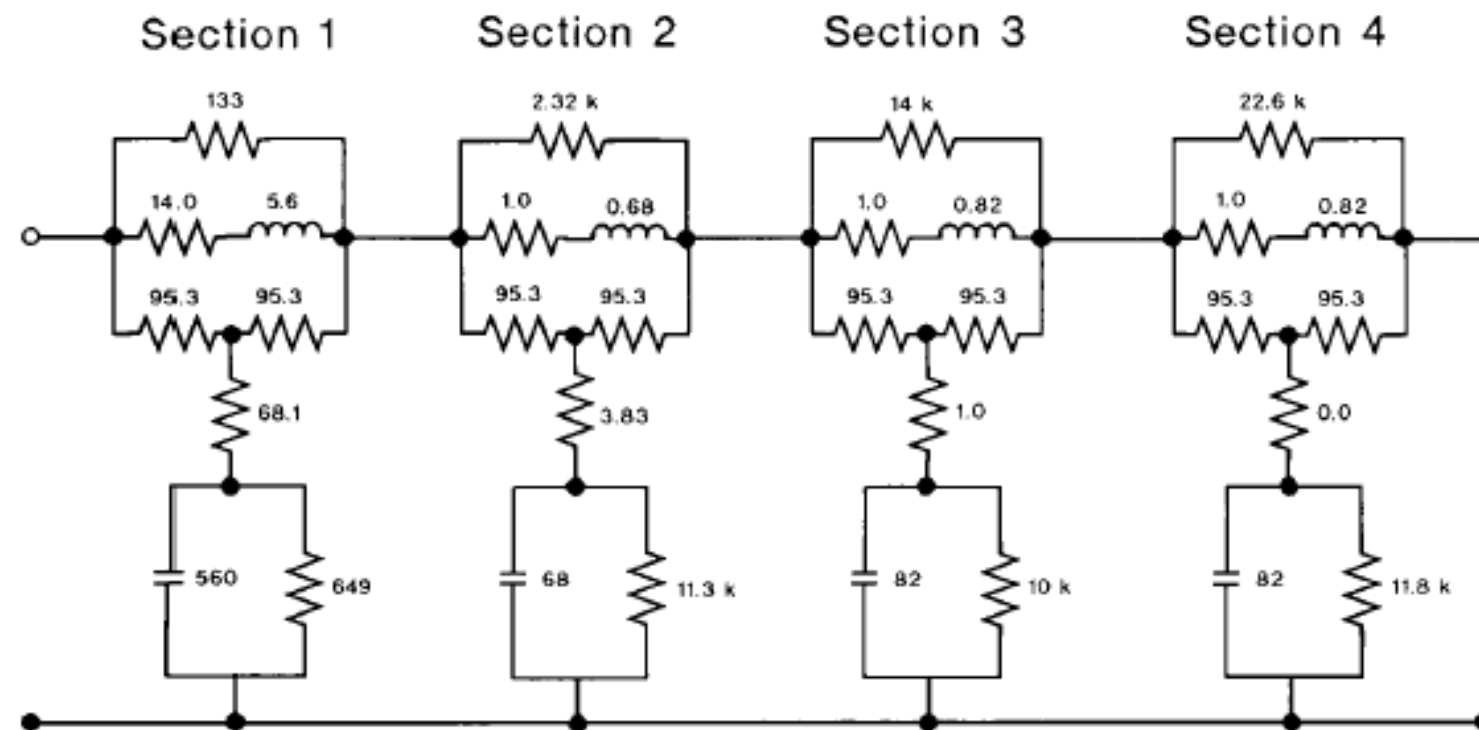 Section 1 Section 2 Section 3 Section 4
133 2.32 k 14 k 22.6 k
14.0 5.6 1.0 0.68 1.0 0.82 1.0 0.82
95.3 95.3 95.3 95.3 95.3 95.3 95.3 95.3
68.1 3.83 1.0 0.0
560 649 68 11.3 k 82 10 k 82 11.8 k